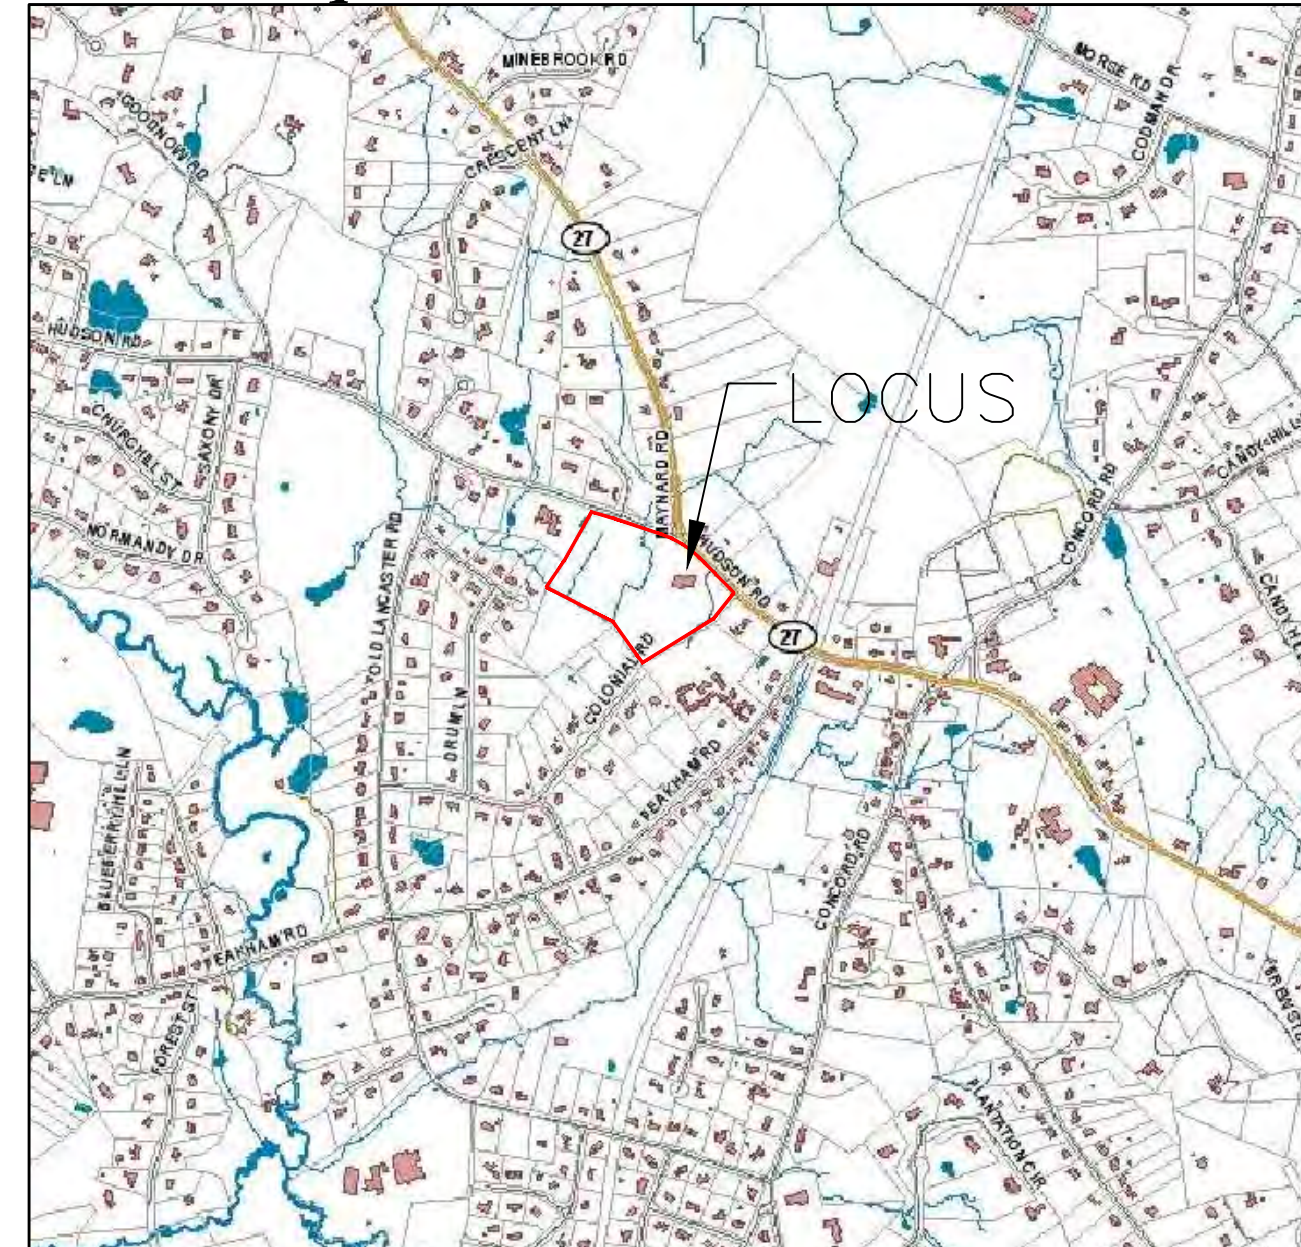 MINEBROOK RD
MORSE RD
CODMAN DR
GOODNOW RD
CRESCENT LN
27
HUDSON RD
LOCUS
SAXONY DR
CHURCHILL ST
MAYNARD RD
CANDY HILL
CONCORD RD
NORMANDY DR
OLD LANCASTER RD
HUDSON RD
CANDY HILL
27
COLONIAL RD
DRUM LN
PEAKHAM RD
BLUEBERRY HILL LN
CONCORD RD
PEAKHAM RD
FOREST ST
PLANTATION CIR